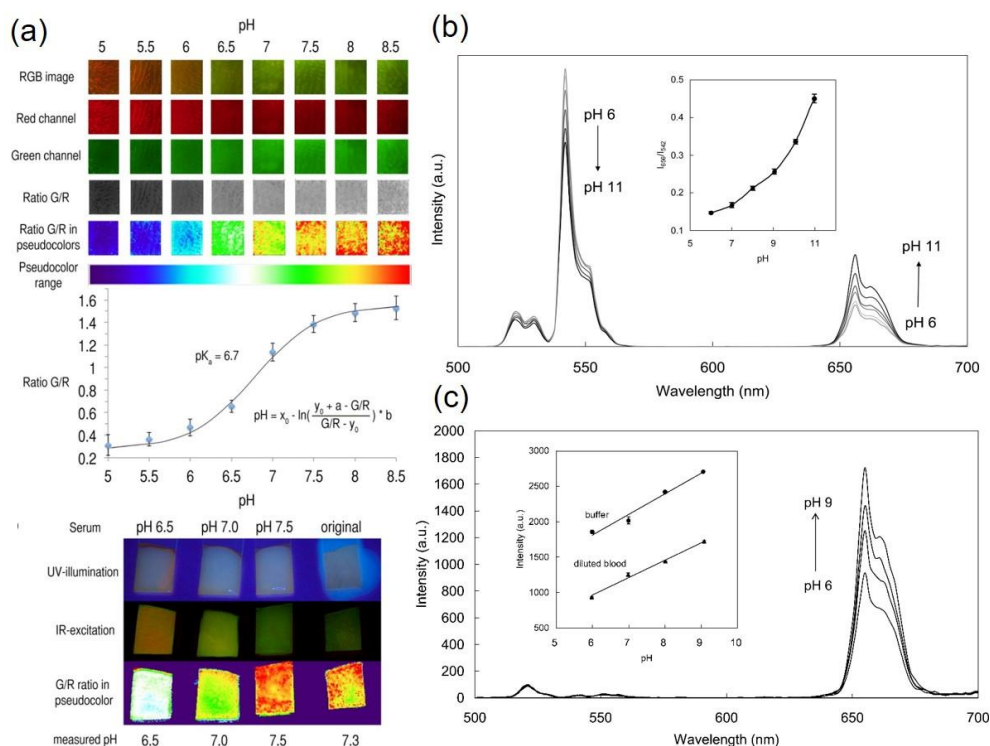 (a)
pH
5 5.5 6 6.5 7 7.5 8 8.5
RGB image
Red channel
Green channel
Ratio G/R
Ratio G/R in
pseudocolors
Pseudocolor
range
1.6
1.4
1.2
1
0.8
0.6
0.4
0.2
Ratio G/R
pKa = 6.7
pH = x0 - ln(y0 + a - G/R / G/R - y0) * b
5 5.5 6 6.5 7 7.5 8 8.5
pH
Serum pH 6.5 pH 7.0 pH 7.5 original
UV-illumination
IR-excitation
G/R ratio in
pseudocolor
measured pH 6.5 7.0 7.5 7.3
(b)
Intensity (a.u.)
pH 6
pH 11
0.5
0.4
0.3
0.2
0.1
5 7 9 11
pH
pH 11
pH 6
500 550 600 650 700
Wavelength (nm)
(c)
Intensity (a.u.)
2000
1800
1600
1400
1200
1000
800
600
400
200
0
Intensity (a.u.)
3000
2500
2000
1500
1000
500
buffer
diluted blood
5 6 7 8 9 10
pH
pH 9
pH 6
500 550 600 650 700
Wavelength (nm)